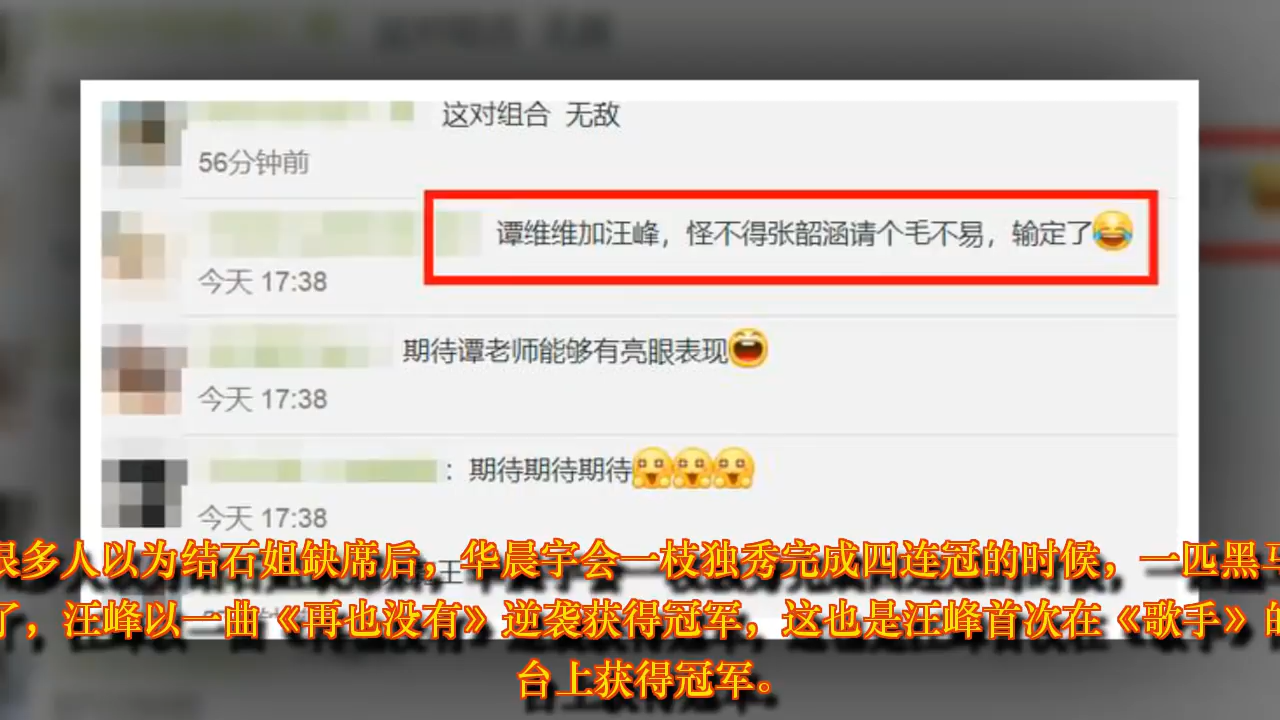 这对组合 无敌
56分钟前
谭维维加汪峰，怪不得张韶涵请个毛不易，输定了
今天 17:38
期待谭老师能够有亮眼表现
今天 17:38
：期待期待期待
今天 17:38
很多人以为结石姐缺席后，华晨宇会一枝独秀完成四连冠的时候，一匹黑马
了，汪峰以一曲《再也没有》逆袭获得冠军，这也是汪峰首次在《歌手》的
台上获得冠军。